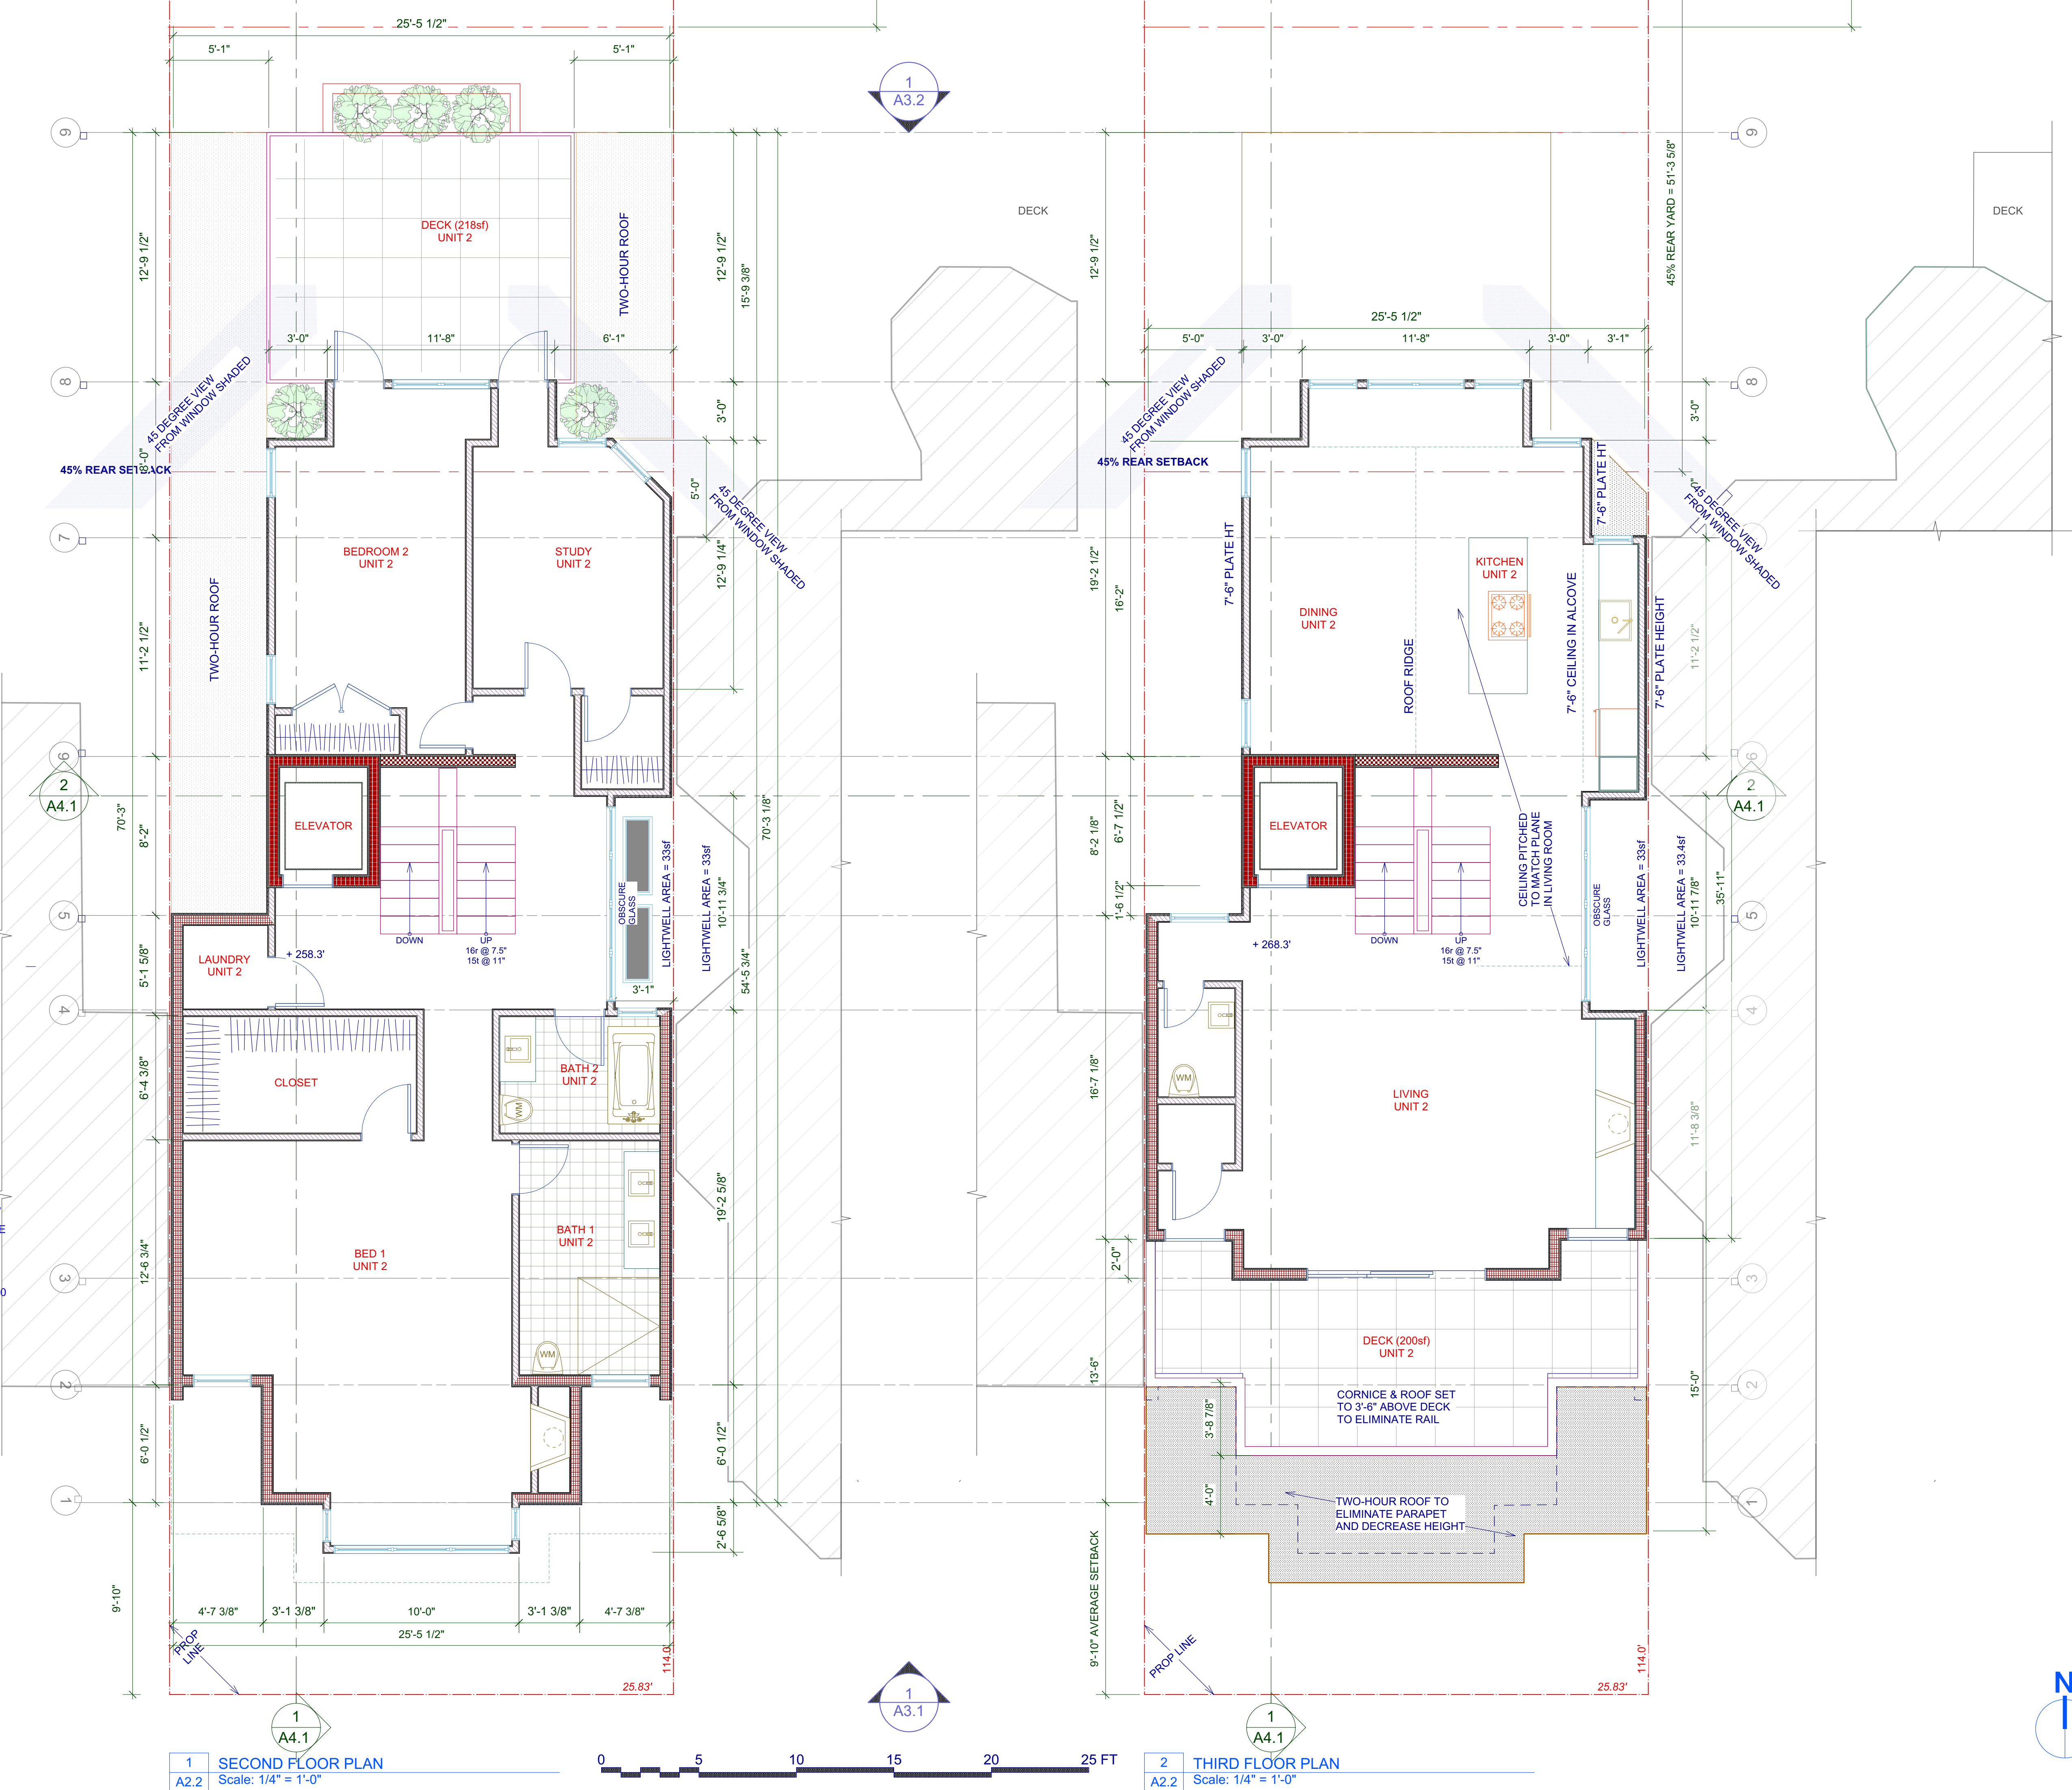 25'-5 1/2"
5'-1"
5'-1"
1
A3.2
9
12'-9 1/2"
DECK (218sf)
UNIT 2
TWO-HOUR ROOF
12'-9 1/2"
15'-9 3/8"
3'-0"
11'-8"
6'-1"
8
45 DEGREE VIEW
FROM WINDOW SHADED
3'-0"
45% REAR SETBACK
8'-0"
5'-0"
45 DEGREE VIEW
FROM WINDOW SHADED
7
BEDROOM 2
UNIT 2
STUDY
UNIT 2
12'-9 1/4"
TWO-HOUR ROOF
11'-2 1/2"
6
2
A4.1
70'-3"
8'-2"
ELEVATOR
70'-3 1/8"
OBSCURE
GLASS
LIGHTWELL AREA = 33sf
LIGHTWELL AREA = 33sf
10'-11 3/4"
5
DOWN
UP
16r @ 7.5"
15t @ 11"
LAUNDRY
UNIT 2
+ 258.3'
5'-1 5/8"
54'-5 3/4"
3'-1"
4
CLOSET
6'-4 3/8"
BATH 2
UNIT 2
WM
19'-2 5/8"
BATH 1
UNIT 2
BED 1
UNIT 2
12'-6 3/4"
3
WM
2
6'-0 1/2"
6'-0 1/2"
1
2'-6 5/8"
9'-10"
4'-7 3/8"
3'-1 3/8"
10'-0"
3'-1 3/8"
4'-7 3/8"
25'-5 1/2"
PROP
LINE
114.0'
25.83'
1
A4.1
1
A3.1
1
A2.2
SECOND FLOOR PLAN
Scale: 1/4" = 1'-0"
0
5
10
15
20
25 FT
DECK
DECK
9
12'-9 1/2"
45% REAR YARD = 51'-3 5/8"
25'-5 1/2"
5'-0"
3'-0"
11'-8"
3'-0"
3'-1"
8
45 DEGREE VIEW
FROM WINDOW SHADED
3'-0"
45% REAR SETBACK
7'-6" PLATE HT
45 DEGREE VIEW
FROM WINDOW SHADED
7'-6" PLATE HT
19'-2 1/2"
16'-2"
KITCHEN
UNIT 2
DINING
UNIT 2
ROOF RIDGE
7'-6" CEILING IN ALCOVE
7'-6" PLATE HEIGHT
11'-2 1/2"
6
2
A4.1
8'-2 1/8"
6'-7 1/2"
ELEVATOR
CEILING PITCHED
TO MATCH PLANE
IN LIVING ROOM
OBSCURE
GLASS
LIGHTWELL AREA = 33sf
LIGHTWELL AREA = 33.4sf
10'-11 7/8"
35'-11"
1'-6 1/2"
5
+ 268.3'
DOWN
UP
16r @ 7.5"
15t @ 11"
4
WM
16'-7 1/8"
LIVING
UNIT 2
11'-8 3/8"
2'-0"
3
DECK (200sf)
UNIT 2
13'-6"
CORNICE & ROOF SET
TO 3'-6" ABOVE DECK
TO ELIMINATE RAIL
2
15'-0"
3'-8 7/8"
4'-0"
TWO-HOUR ROOF TO
ELIMINATE PARAPET
AND DECREASE HEIGHT
1
9'-10" AVERAGE SETBACK
PROP LINE
114.0'
25.83'
1
A4.1
N
2
A2.2
THIRD FLOOR PLAN
Scale: 1/4" = 1'-0"